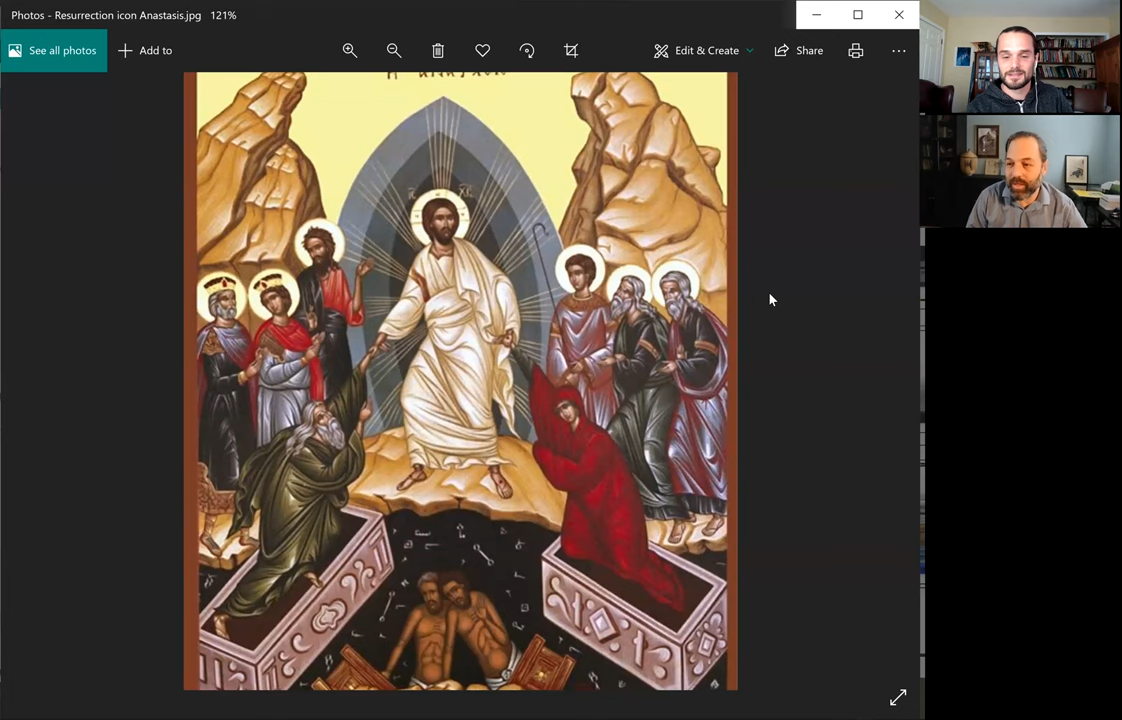 Photos - Resurrection icon Anastasis.jpg 121%
See all photos
Add to
Edit & Create
Share